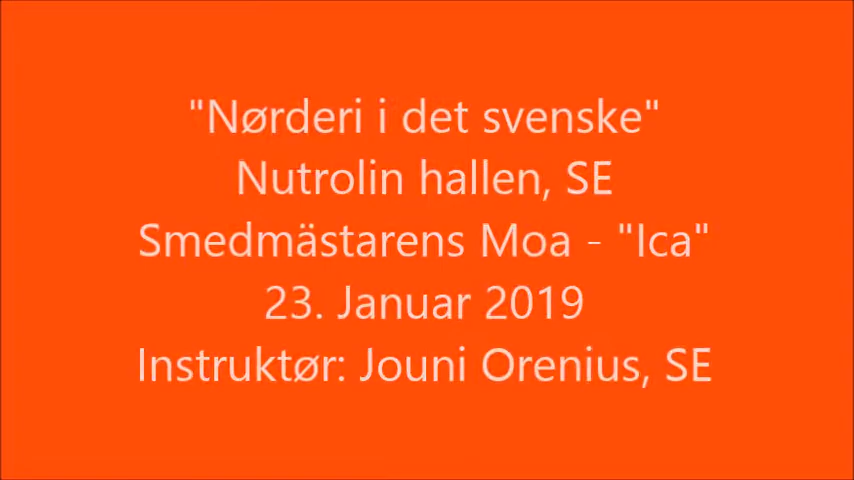 "Nørderi i det svenske"
Nutrolin hallen, SE
Smedmästarens Moa - "Ica"
23. Januar 2019
Instruktør: Jouni Orenius, SE